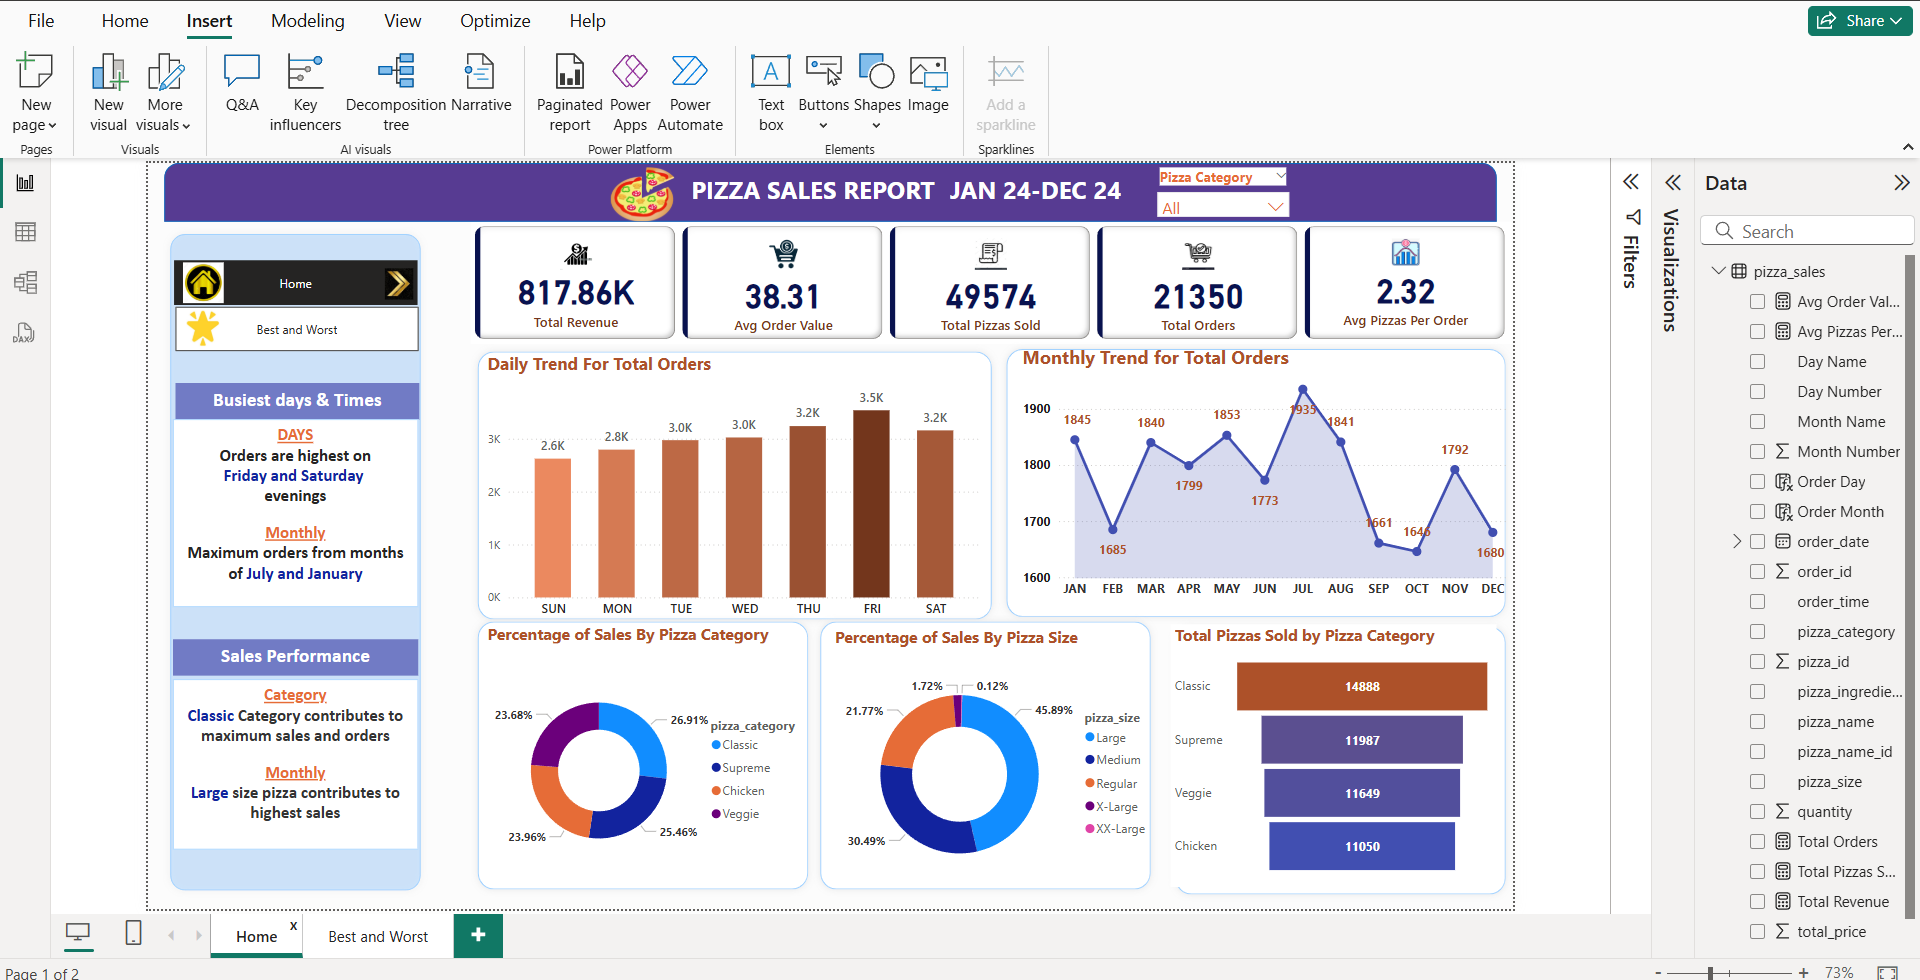 File
Home
Insert
Modeling
View
Optimize
Help
Share
New
page
New
visual
More
visuals
Q&A
Key
influencers
Decomposition
tree
Narrative
Paginated
report
Power
Apps
Power
Automate
Text
box
Buttons
Shapes
Image
Add a
sparkline
Pages
Visuals
AI visuals
Power Platform
Elements
Sparklines
PIZZA SALES REPORT JAN 24-DEC 24
Pizza Category
All
Home
Best and Worst
Busiest days & Times
DAYS
Orders are highest on
Friday and Saturday
evenings
Monthly
Maximum orders from months
of July and January
Sales Performance
Category
Classic Category contributes to
maximum sales and orders
Monthly
Large size pizza contributes to
highest sales
817.86K
Total Revenue
38.31
Avg Order Value
49574
Total Pizzas Sold
21350
Total Orders
2.32
Avg Pizzas Per Order
Daily Trend For Total Orders
3K
2K
1K
0K
2.6K
2.8K
3.0K
3.0K
3.2K
3.5K
3.2K
SUN MON TUE WED THU FRI SAT
Monthly Trend for Total Orders
1900
1800
1700
1600
1845
1685
1840
1799
1853
1773
1935
1841
1661
1646
1792
1680
JAN FEB MAR APR MAY JUN JUL AUG SEP OCT NOV DEC
Percentage of Sales By Pizza Category
23.68%
26.91%
23.96%
25.46%
pizza_category
Classic
Supreme
Chicken
Veggie
Percentage of Sales By Pizza Size
1.72%
0.12%
21.77%
45.89%
30.49%
pizza_size
Large
Medium
Regular
X-Large
XX-Large
Total Pizzas Sold by Pizza Category
Classic 14888
Supreme 11987
Veggie 11649
Chicken 11050
Filters
Visualizations
Data
Search
pizza_sales
Avg Order Val...
Avg Pizzas Per...
Day Name
Day Number
Month Name
Month Number
Order Day
Order Month
order_date
order_id
order_time
pizza_category
pizza_id
pizza_ingredie...
pizza_name
pizza_name_id
pizza_size
quantity
Total Orders
Total Pizzas S...
Total Revenue
total_price
Home
x
Best and Worst
+
Page 1 of 2
- + 73%
DAX